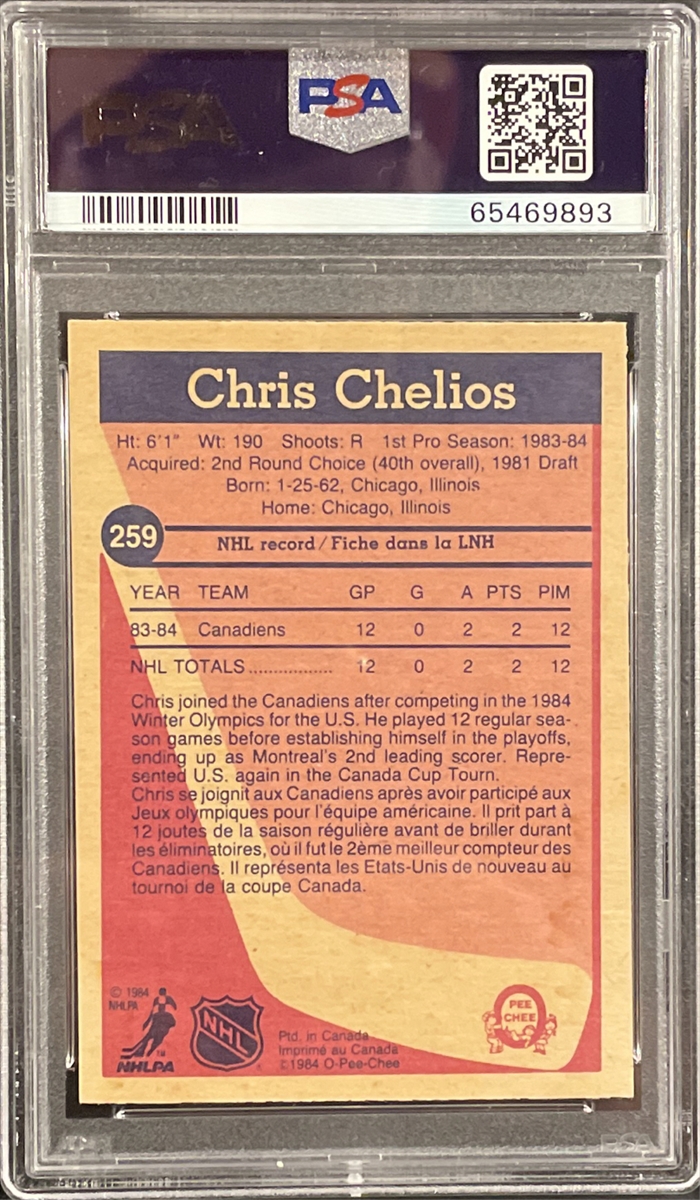 PSA
PSA
65469893
Chris Chelios
Ht: 6'1" Wt: 190 Shoots: R 1st Pro Season: 1983-84
Acquired: 2nd Round Choice (40th overall), 1981 Draft
Born: 1-25-62, Chicago, Illinois
Home: Chicago, Illinois
259
NHL record/Fiche dans la LNH
YEAR TEAM GP G A PTS PIM
83-84 Canadiens 12 0 2 2 12
NHL TOTALS................. 12 0 2 2 12
Chris joined the Canadiens after competing in the 1984
Winter Olympics for the U.S. He played 12 regular sea-
son games before establishing himself in the playoffs,
ending up as Montreal's 2nd leading scorer. Repre-
sented U.S. again in the Canada Cup Tourn.
Chris se joignit aux Canadiens après avoir participé aux
Jeux olympiques pour l'équipe américaine. Il prit part à
12 joutes de la saison régulière avant de briller durant
les éliminatoires, où il fut le 2ème meilleur compteur des
Canadiens. Il représenta les Etats-Unis de nouveau au
tournoi de la coupe Canada.
© 1984
NHLPA
TM
NHLPA
NHL
Ptd. in Canada
Imprimé au Canada
©1984 O-Pee-Chee
PEE
CHEE
PSA